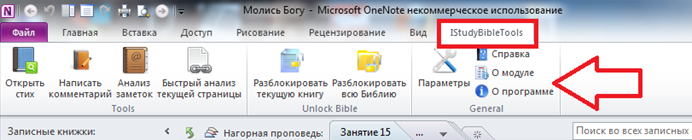 Молись Богу - Microsoft OneNote некоммерческое использование
Файл Главная Вставка Доступ Рисование Рецензирование Вид IStudyBibleTools
Открыть стих
Написать комментарий
Анализ заметок
Быстрый анализ текущей страницы
Tools
Разблокировать текущую книгу
Разблокировать всю Библию
Unlock Bible
Параметры
Справка
О модуле
О программе
General
Записные книжки: Нагорная проповедь: Занятие 15 ... Поиск во всех записных